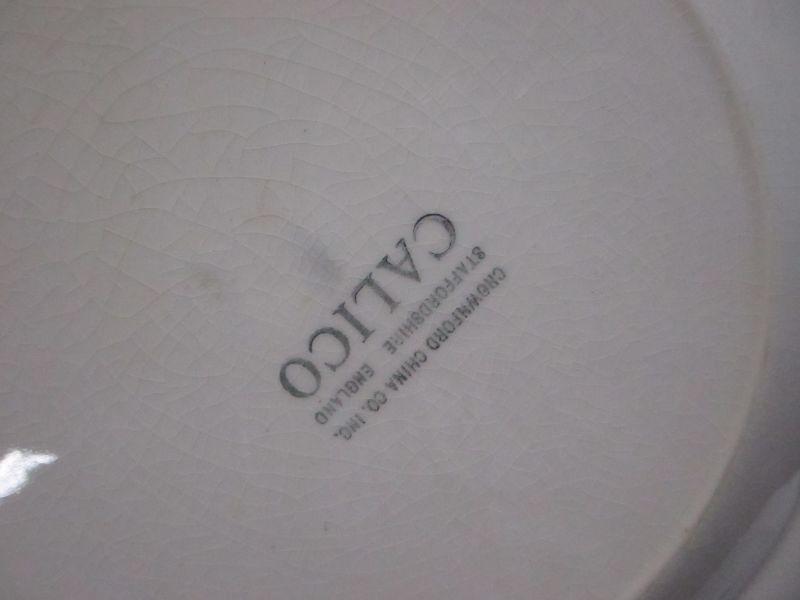 CROWNFORD CHINA CO. INC.
STAFFORDSHIRE ENGLAND
CALICO